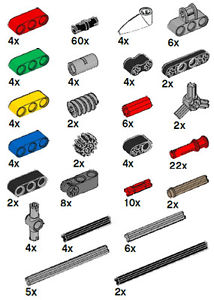 4x 60x 4x 6x
4x 4x 4x 2x
4x 2x 6x 2x
4x 2x 4x 22x
2x 8x 10x 2x
4x 4x 6x
5x 2x